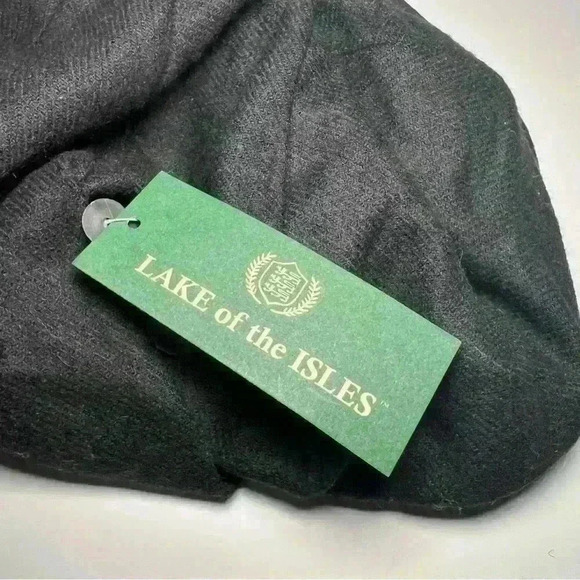 LAKE of the ISLES™